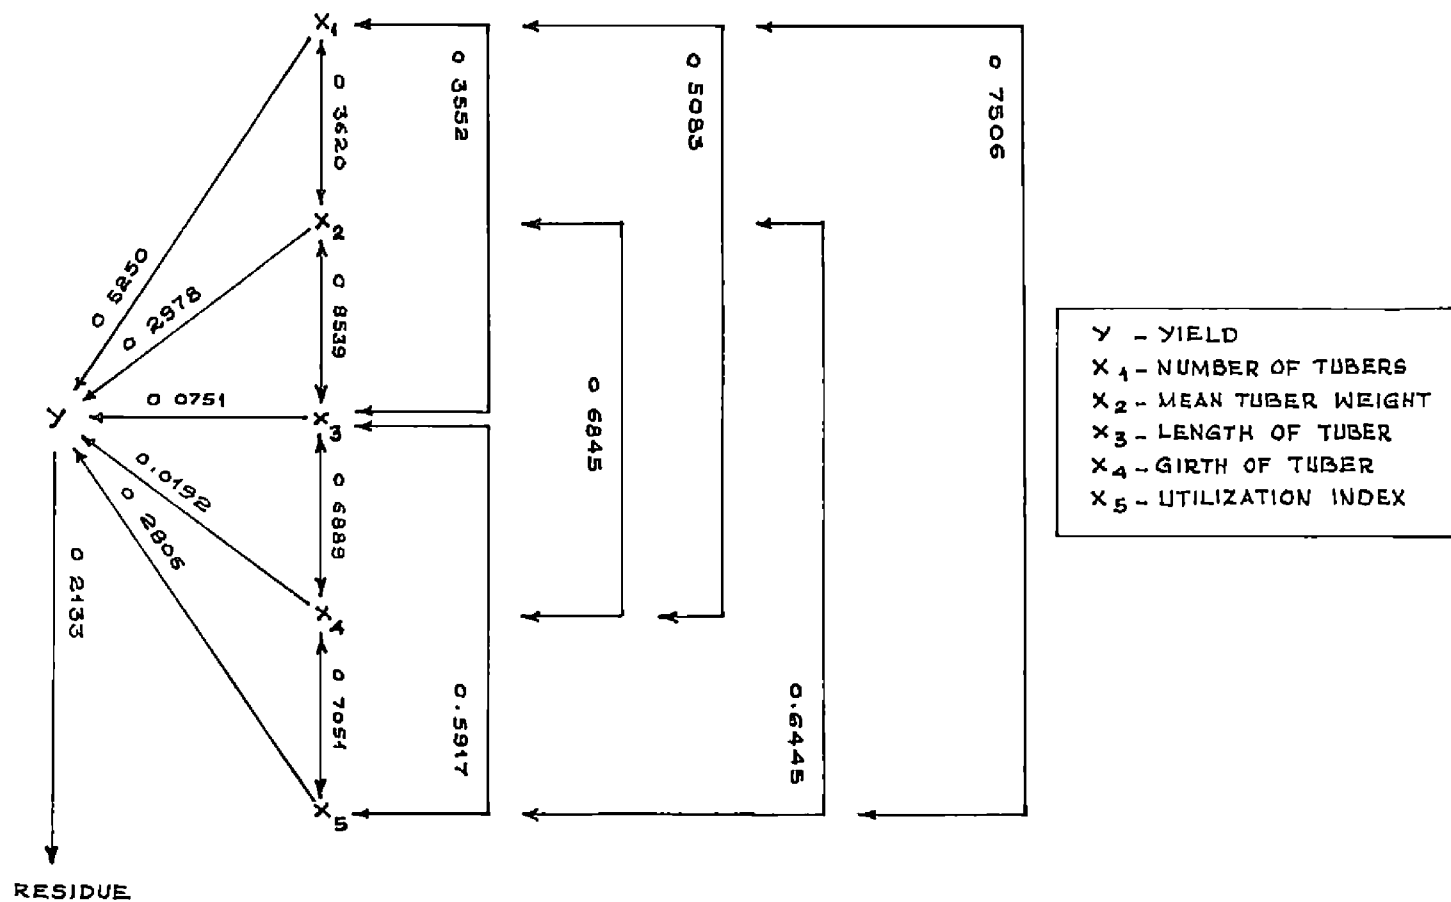 X1
0 3620
0 3552
0 5083
0 7506
X2
0 5250
0 2978
0 8539
0 6845
Y
0 0751
X3
0.0192
0 2806
0 6889
X4
0 2133
0 7051
0.5917
0.6445
X5
RESIDUE
Y - YIELD
X1 - NUMBER OF TUBERS
X2 - MEAN TUBER WEIGHT
X3 - LENGTH OF TUBER
X4 - GIRTH OF TUBER
X5 - UTILIZATION INDEX